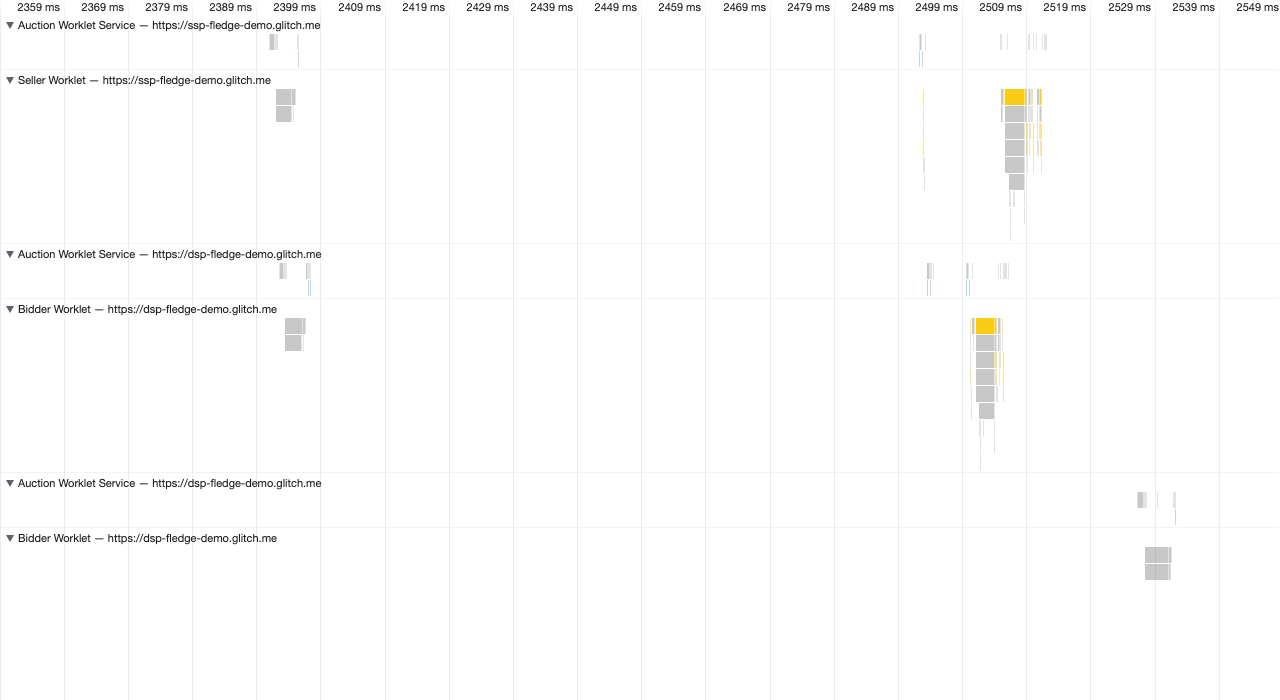 2359 ms 2369 ms 2379 ms 2389 ms 2399 ms 2409 ms 2419 ms 2429 ms 2439 ms 2449 ms 2459 ms 2469 ms 2479 ms 2489 ms 2499 ms 2509 ms 2519 ms 2529 ms 2539 ms 2549 ms
Auction Worklet Service — https://ssp-fledge-demo.glitch.me
Seller Worklet — https://ssp-fledge-demo.glitch.me
Auction Worklet Service — https://dsp-fledge-demo.glitch.me
Bidder Worklet — https://dsp-fledge-demo.glitch.me
Auction Worklet Service — https://dsp-fledge-demo.glitch.me
Bidder Worklet — https://dsp-fledge-demo.glitch.me